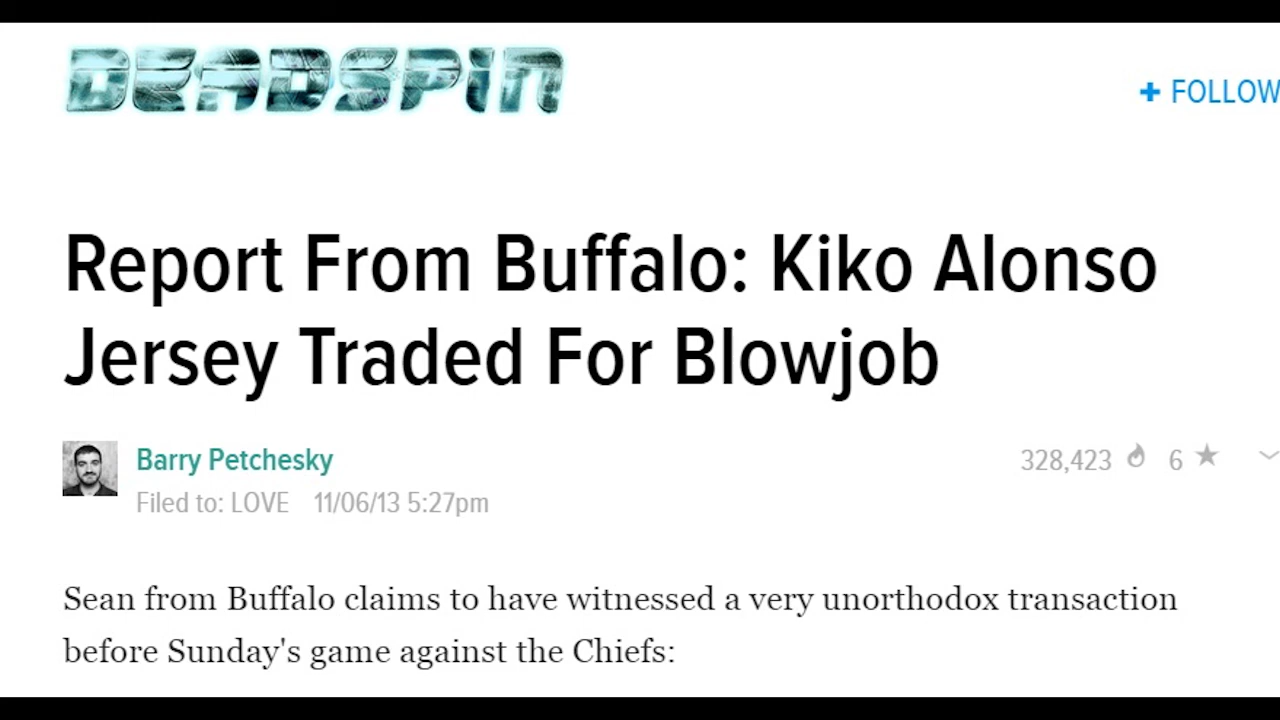 DEADSPIN
+ FOLLOW
Report From Buffalo: Kiko Alonso
Jersey Traded For Blowjob
Barry Petchesky
328,423 6
Filed to: LOVE 11/06/13 5:27pm
Sean from Buffalo claims to have witnessed a very unorthodox transaction
before Sunday's game against the Chiefs: